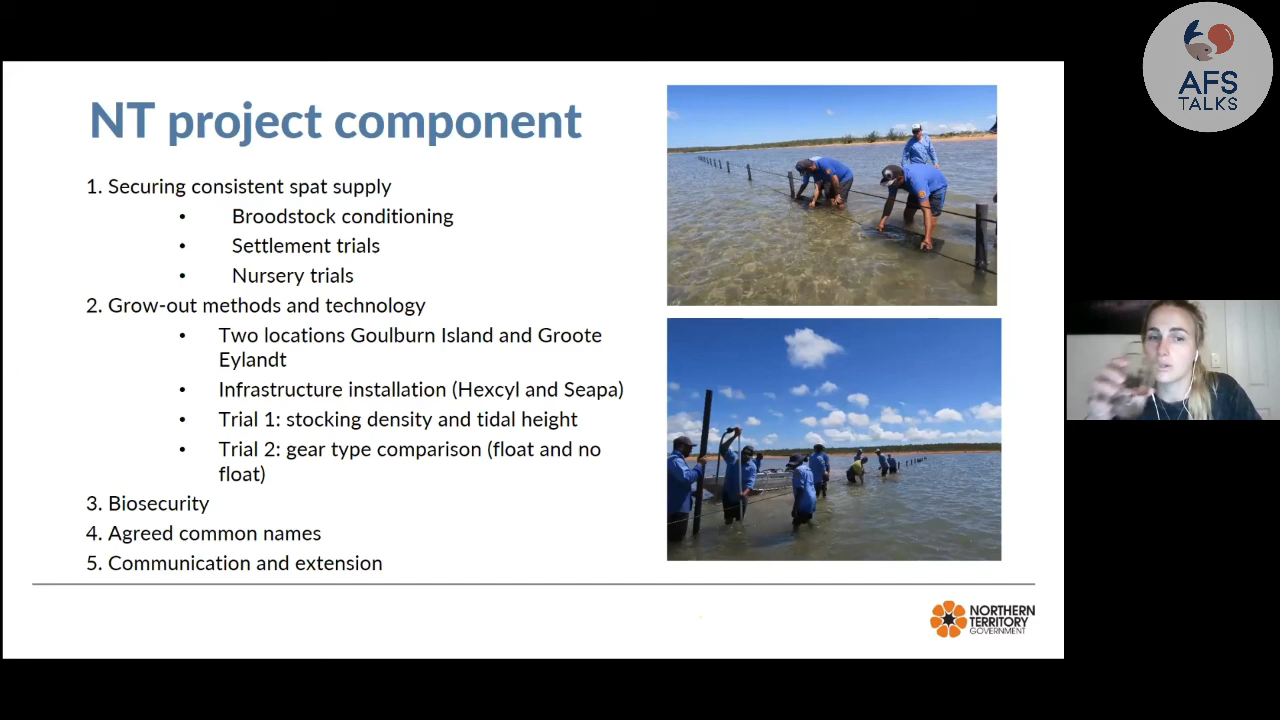 AFS
TALKS
NT project component
1. Securing consistent spat supply
• Broodstock conditioning
• Settlement trials
• Nursery trials
2. Grow-out methods and technology
• Two locations Goulburn Island and Groote
Eylandt
• Infrastructure installation (Hexcyl and Seapa)
• Trial 1: stocking density and tidal height
• Trial 2: gear type comparison (float and no
float)
3. Biosecurity
4. Agreed common names
5. Communication and extension
NORTHERN
TERRITORY
GOVERNMENT